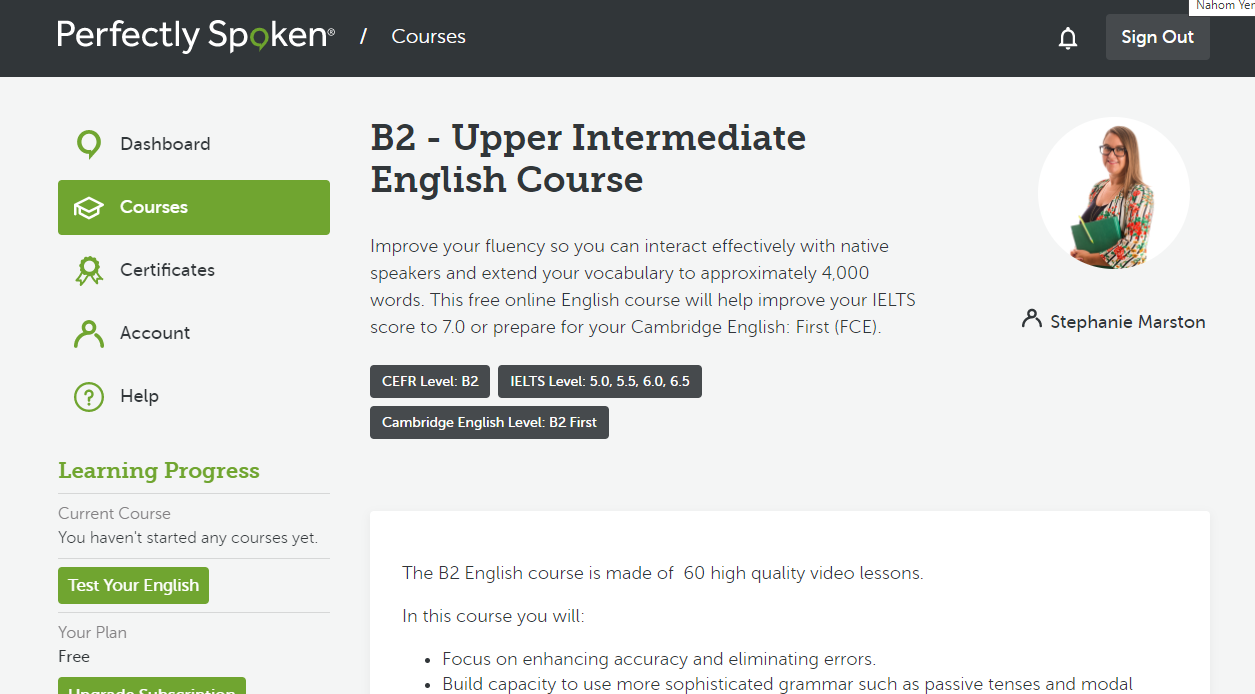 Nahom Yer
Perfectly Spoken® / Courses
Sign Out
Dashboard
Courses
Certificates
Account
Help
Learning Progress
Current Course
You haven't started any courses yet.
Test Your English
Your Plan
Free
Upgrade Subscription
B2 - Upper Intermediate
English Course
Improve your fluency so you can interact effectively with native
speakers and extend your vocabulary to approximately 4,000
words. This free online English course will help improve your IELTS
score to 7.0 or prepare for your Cambridge English: First (FCE).
CEFR Level: B2
IELTS Level: 5.0, 5.5, 6.0, 6.5
Cambridge English Level: B2 First
Stephanie Marston
The B2 English course is made of  60 high quality video lessons.
In this course you will:
• Focus on enhancing accuracy and eliminating errors.
• Build capacity to use more sophisticated grammar such as passive tenses and modal